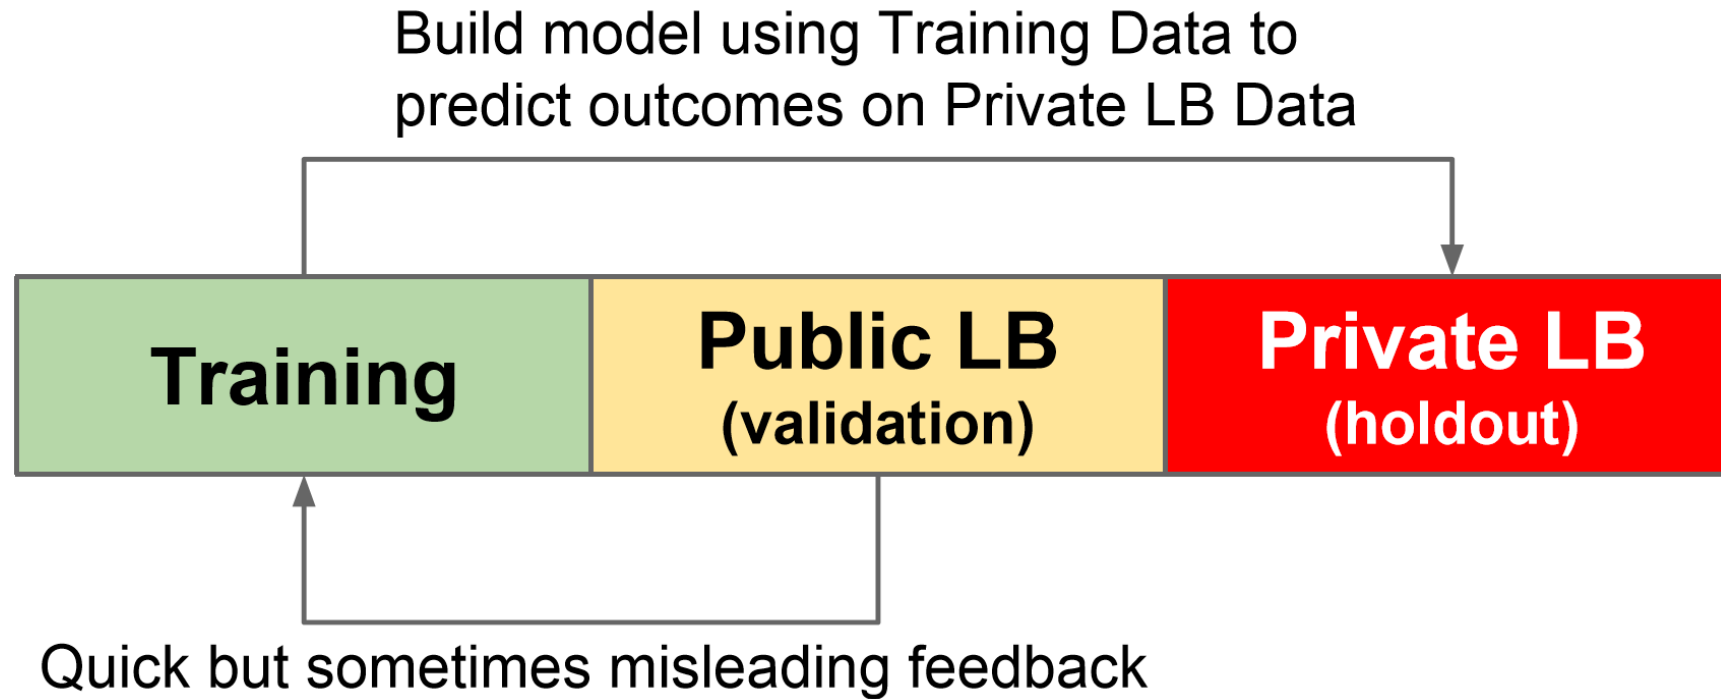 Build model using Training Data to
predict outcomes on Private LB Data
Training
Public LB
(validation)
Private LB
(holdout)
Quick but sometimes misleading feedback